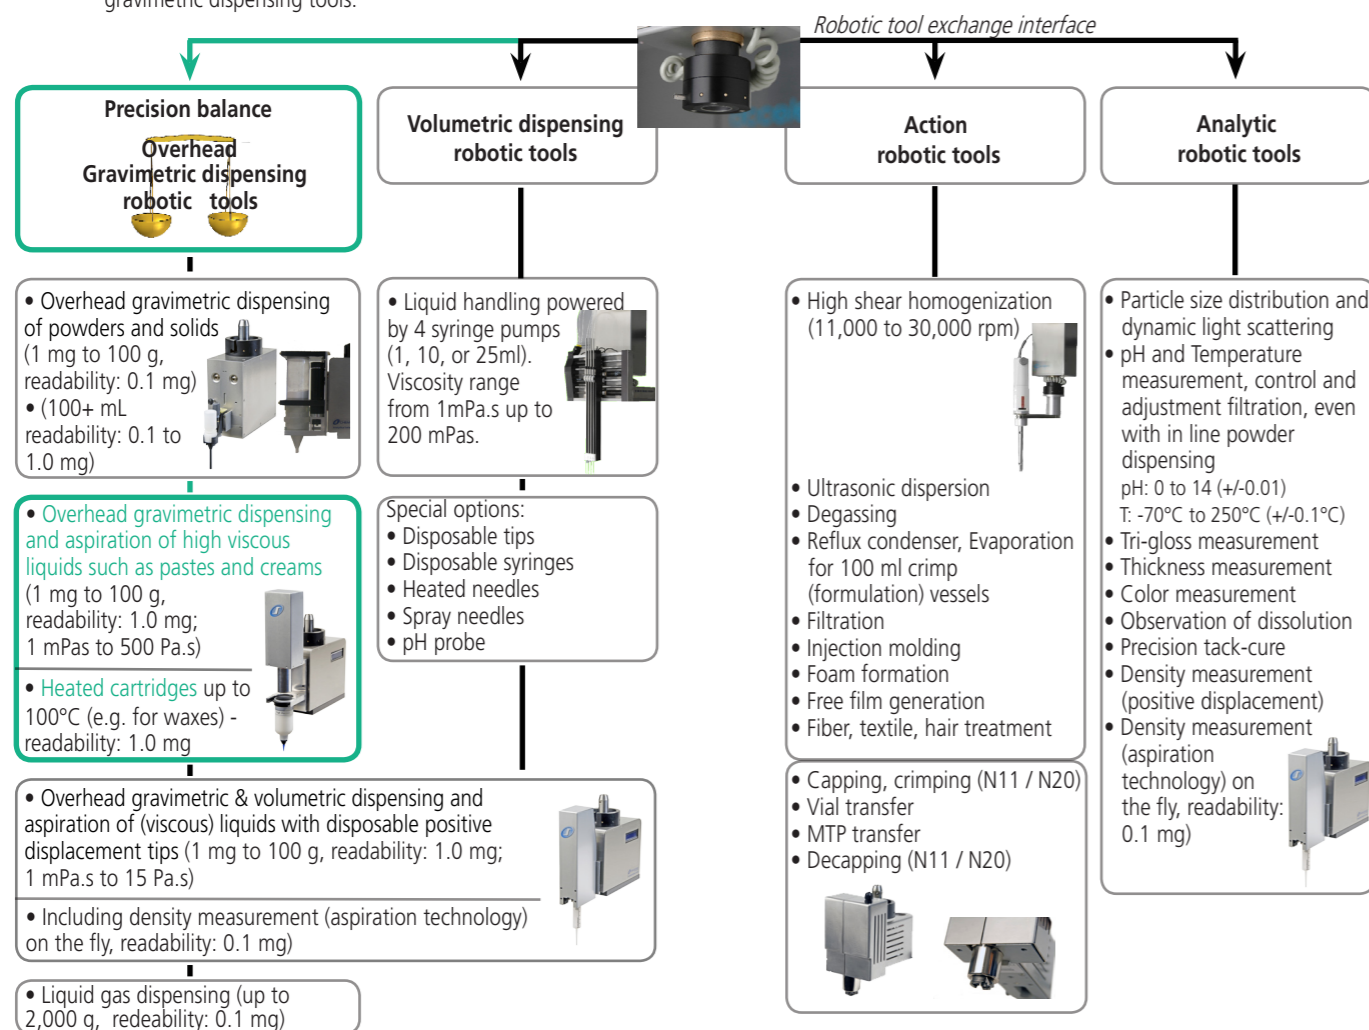 gravimetric dispensing tools.
Robotic tool exchange interface
Precision balance
Overhead
Gravimetric dispensing
robotic tools
Volumetric dispensing
robotic tools
Action
robotic tools
Analytic
robotic tools
• Overhead gravimetric dispensing
of powders and solids
(1 mg to 100 g,
readability: 0.1 mg)
• (100+ mL
readability: 0.1 to
1.0 mg)
• Overhead gravimetric dispensing
and aspiration of high viscous
liquids such as pastes and creams
(1 mg to 100 g,
readability: 1.0 mg;
1 mPas to 500 Pa.s)
• Heated cartridges up to
100°C (e.g. for waxes) -
readability: 1.0 mg
• Liquid handling powered
by 4 syringe pumps
(1, 10, or 25ml).
Viscosity range
from 1mPa.s up to
200 mPas.
Special options:
• Disposable tips
• Disposable syringes
• Heated needles
• Spray needles
• pH probe
• Overhead gravimetric & volumetric dispensing and
aspiration of (viscous) liquids with disposable positive
displacement tips (1 mg to 100 g, readability: 1.0 mg;
1 mPa.s to 15 Pa.s)
• Including density measurement (aspiration technology)
on the fly, readability: 0.1 mg)
• Liquid gas dispensing (up to
2,000 g, redeability: 0.1 mg)
• High shear homogenization
(11,000 to 30,000 rpm)
• Ultrasonic dispersion
• Degassing
• Reflux condenser, Evaporation
for 100 ml crimp
(formulation) vessels
• Filtration
• Injection molding
• Foam formation
• Free film generation
• Fiber, textile, hair treatment
• Capping, crimping (N11 / N20)
• Vial transfer
• MTP transfer
• Decapping (N11 / N20)
• Particle size distribution and
dynamic light scattering
• pH and Temperature
measurement, control and
adjustment filtration, even
with in line powder
dispensing
pH: 0 to 14 (+/-0.01)
T: -70°C to 250°C (+/-0.1°C)
• Tri-gloss measurement
• Thickness measurement
• Color measurement
• Observation of dissolution
• Precision tack-cure
• Density measurement
(positive displacement)
• Density measurement
(aspiration
technology) on
the fly, readability:
0.1 mg)